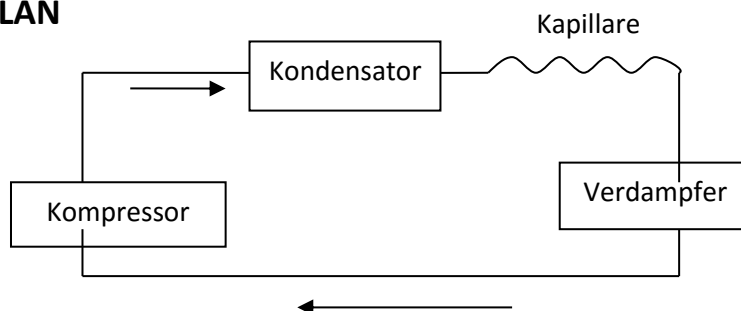 LAN
Kapillare
Kondensator
Verdampfer
Kompressor